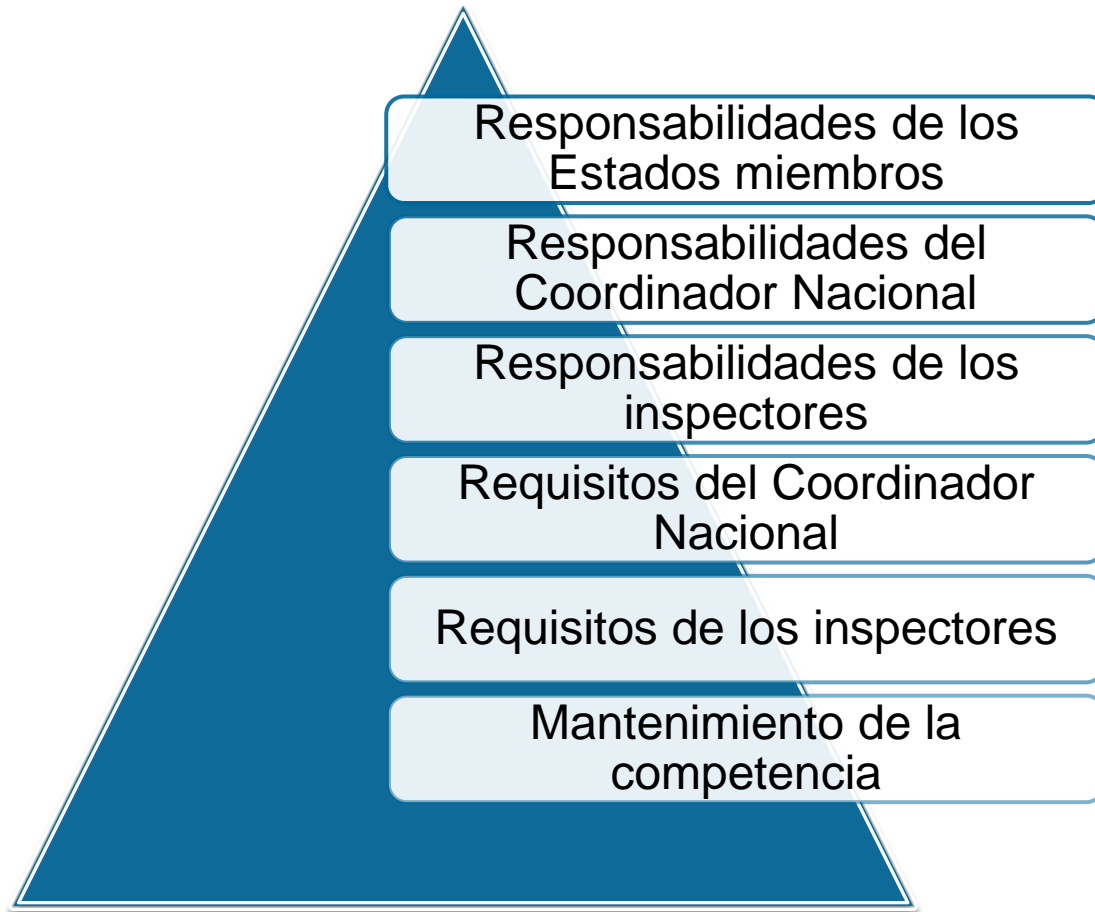 Responsabilidades de los
Estados miembros
Responsabilidades del
Coordinador Nacional
Responsabilidades de los
inspectores
Requisitos del Coordinador
Nacional
Requisitos de los inspectores
Mantenimiento de la
competencia